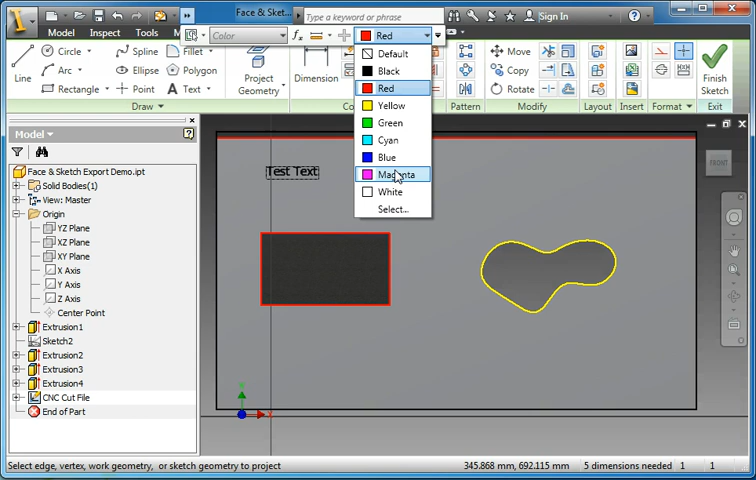 Face & Sket...
Type a keyword or phrase
Sign In
Model
Inspect
Tools
Color
Red
Line
Circle
Arc
Rectangle
Spline
Ellipse
Point
Fillet
Polygon
Text
Project
Geometry
Dimension
Move
Copy
Rotate
Layout
Insert
Format
Finish
Sketch
Draw
Pattern
Modify
Exit
Default
Black
Red
Yellow
Green
Cyan
Blue
Magenta
White
Select...
Model
Face & Sketch Export Demo.ipt
Solid Bodies(1)
View: Master
Origin
YZ Plane
XZ Plane
XY Plane
X Axis
Y Axis
Z Axis
Center Point
Extrusion1
Sketch2
Extrusion2
Extrusion3
Extrusion4
CNC Cut File
End of Part
Test Text
FRONT
Select edge, vertex, work geometry, or sketch geometry to project
345.868 mm, 692.115 mm
5 dimensions needed
1
1